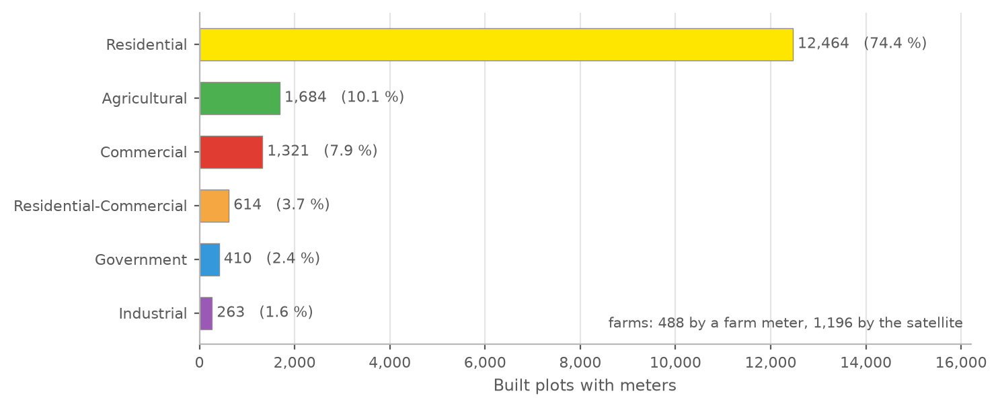 Residential 12,464 (74.4 %)
Agricultural 1,684 (10.1 %)
Commercial 1,321 (7.9 %)
Residential-Commercial 614 (3.7 %)
Government 410 (2.4 %)
Industrial 263 (1.6 %)
farms: 488 by a farm meter, 1,196 by the satellite
0 2,000 4,000 6,000 8,000 10,000 12,000 14,000 16,000
Built plots with meters